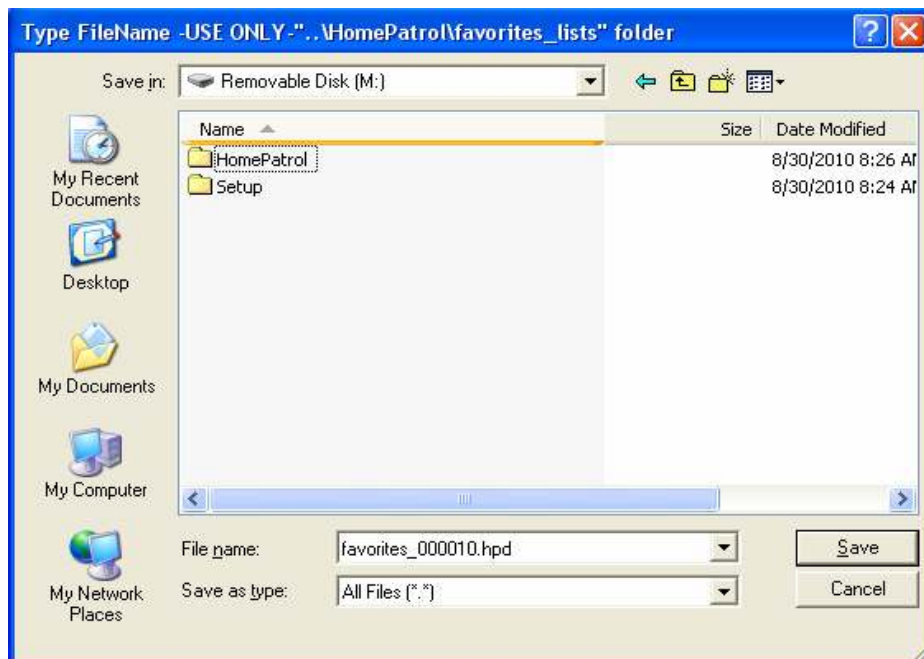 Type FileName -USE ONLY-"..\HomePatrol\favorites_lists" folder
Save in: Removable Disk (M:)
Name Size Date Modified
HomePatrol 8/30/2010 8:26 AM
Setup 8/30/2010 8:24 AM
My Recent
Documents
Desktop
My Documents
My Computer
My Network
Places
File name: favorites_000010.hpd Save
Save as type: All Files (*.*) Cancel